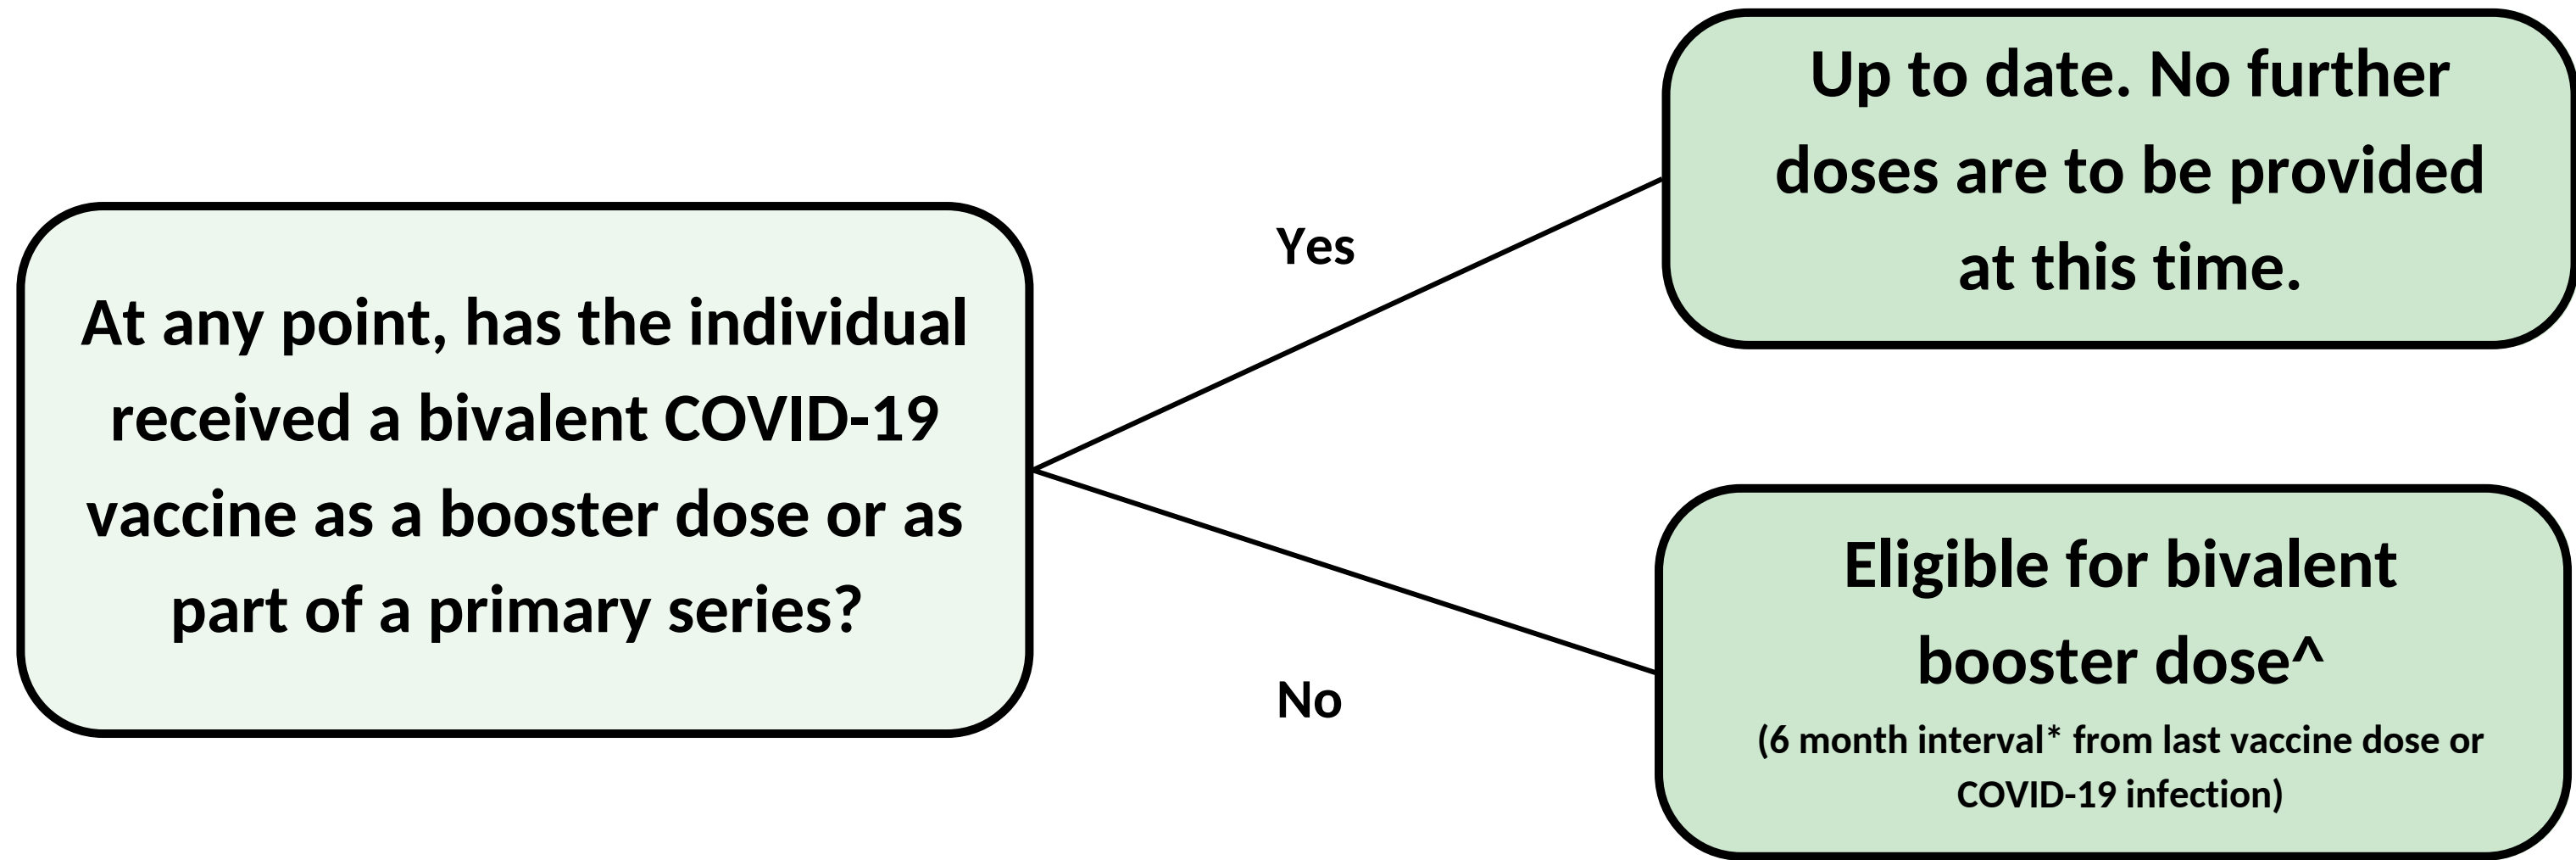 At any point, has the individual
received a bivalent COVID-19
vaccine as a booster dose or as
part of a primary series?
Yes
Up to date. No further
doses are to be provided
at this time.
No
Eligible for bivalent
booster dose^
(6 month interval* from last vaccine dose or
COVID-19 infection)